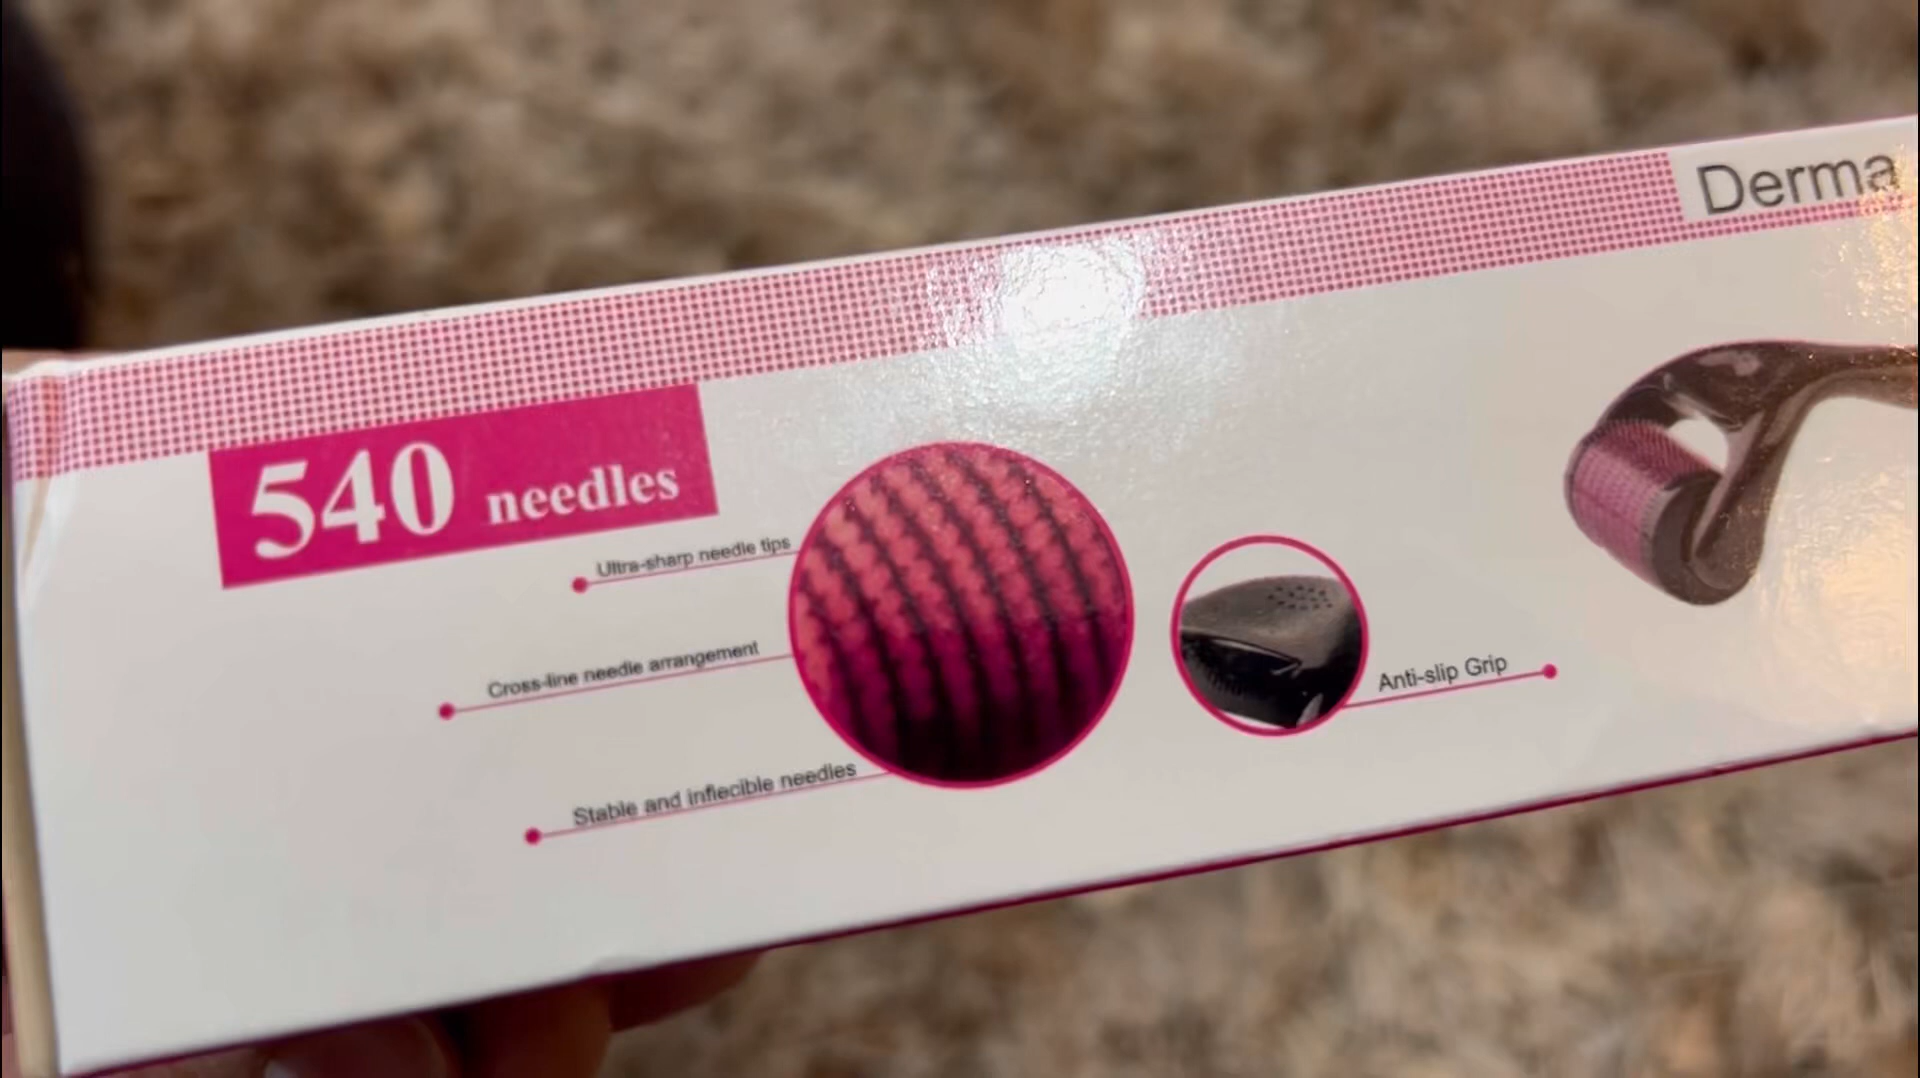 Derma
540 needles
Ultra-sharp needle tips
Cross-line needle arrangement
Stable and inflecible needles
Anti-slip Grip